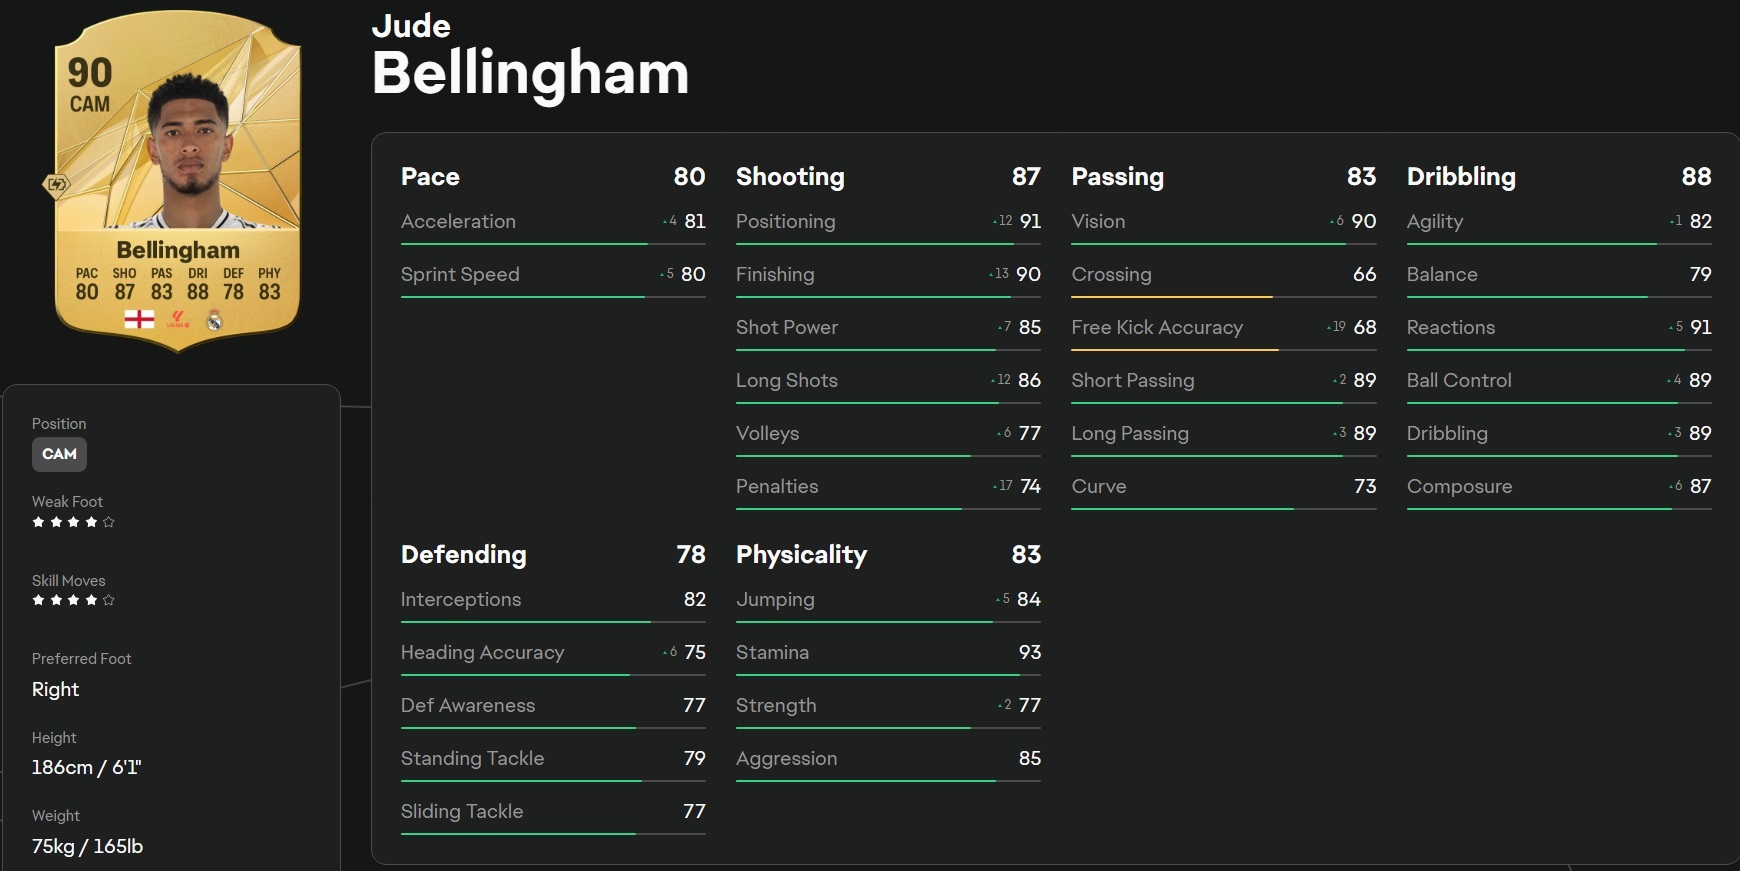 90
CAM
Bellingham
PAC SHO PAS DRI DEF PHY
80 87 83 88 78 83
LALIGA
Jude
Bellingham
Position
CAM
Weak Foot
Skill Moves
Preferred Foot
Right
Height
186cm / 6'1"
Weight
75kg / 165lb
Pace 80
Acceleration 4 81
Sprint Speed 5 80
Shooting 87
Positioning 12 91
Finishing 13 90
Shot Power 7 85
Long Shots 12 86
Volleys 6 77
Penalties 17 74
Passing 83
Vision 6 90
Crossing 66
Free Kick Accuracy 19 68
Short Passing 2 89
Long Passing 3 89
Curve 73
Dribbling 88
Agility 1 82
Balance 79
Reactions 5 91
Ball Control 4 89
Dribbling 3 89
Composure 6 87
Defending 78
Interceptions 82
Heading Accuracy 6 75
Def Awareness 77
Standing Tackle 79
Sliding Tackle 77
Physicality 83
Jumping 5 84
Stamina 93
Strength 2 77
Aggression 85